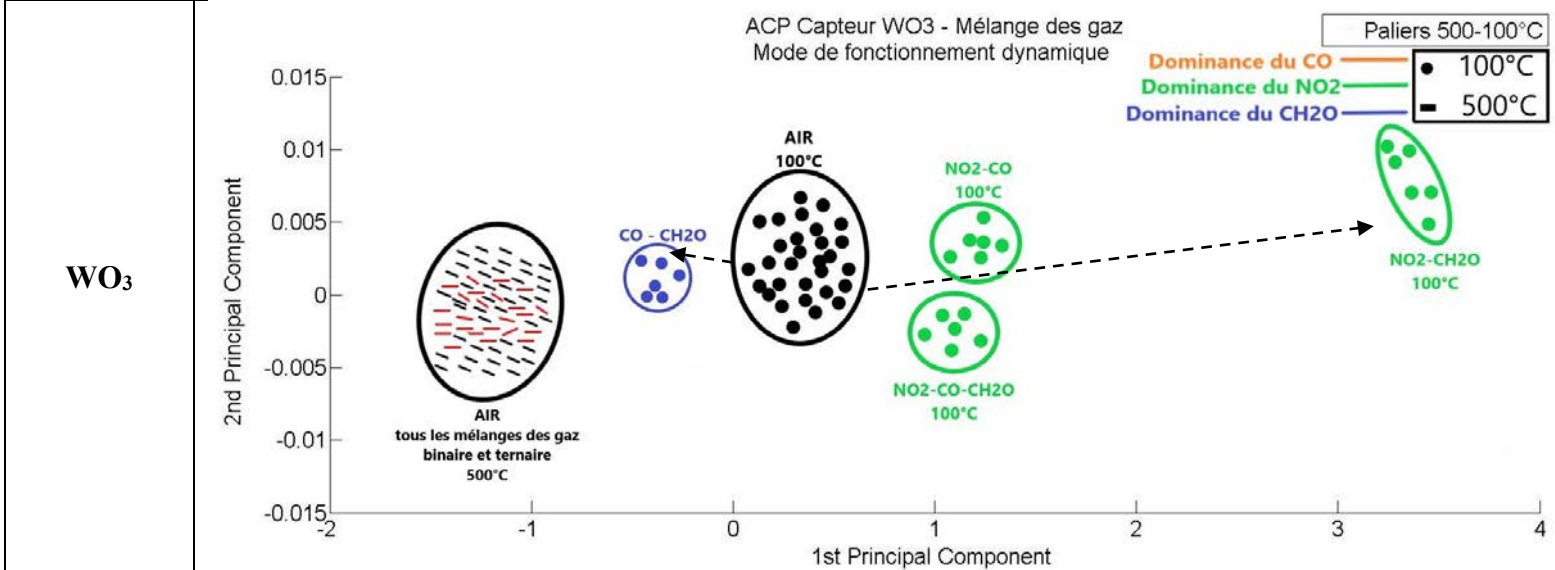 WO₃
ACP Capteur WO3 - Mélange des gaz
Mode de fonctionnement dynamique
Paliers 500-100°C
100°C
500°C
Dominance du CO
Dominance du NO2
Dominance du CH2O
0.015
0.01
0.005
0
-0.005
-0.01
-0.015
2nd Principal Component
AIR
100°C
CO - CH2O
NO2-CO
100°C
NO2-CH2O
100°C
NO2-CO-CH2O
100°C
AIR
tous les mélanges des gaz
binaire et ternaire
500°C
-2
-1
0
1
2
3
4
1st Principal Component